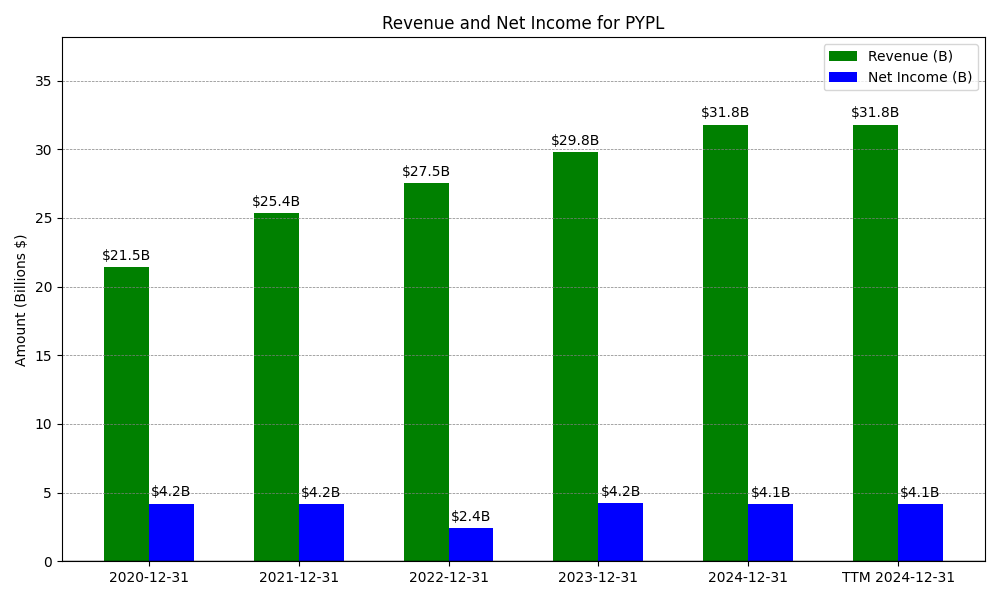 Revenue and Net Income for PYPL
Revenue (B)
Net Income (B)
Amount (Billions $)
35
30
25
20
15
10
5
0
$21.5B
$4.2B
$25.4B
$4.2B
$27.5B
$2.4B
$29.8B
$4.2B
$31.8B
$4.1B
$31.8B
$4.1B
2020-12-31
2021-12-31
2022-12-31
2023-12-31
2024-12-31
TTM 2024-12-31